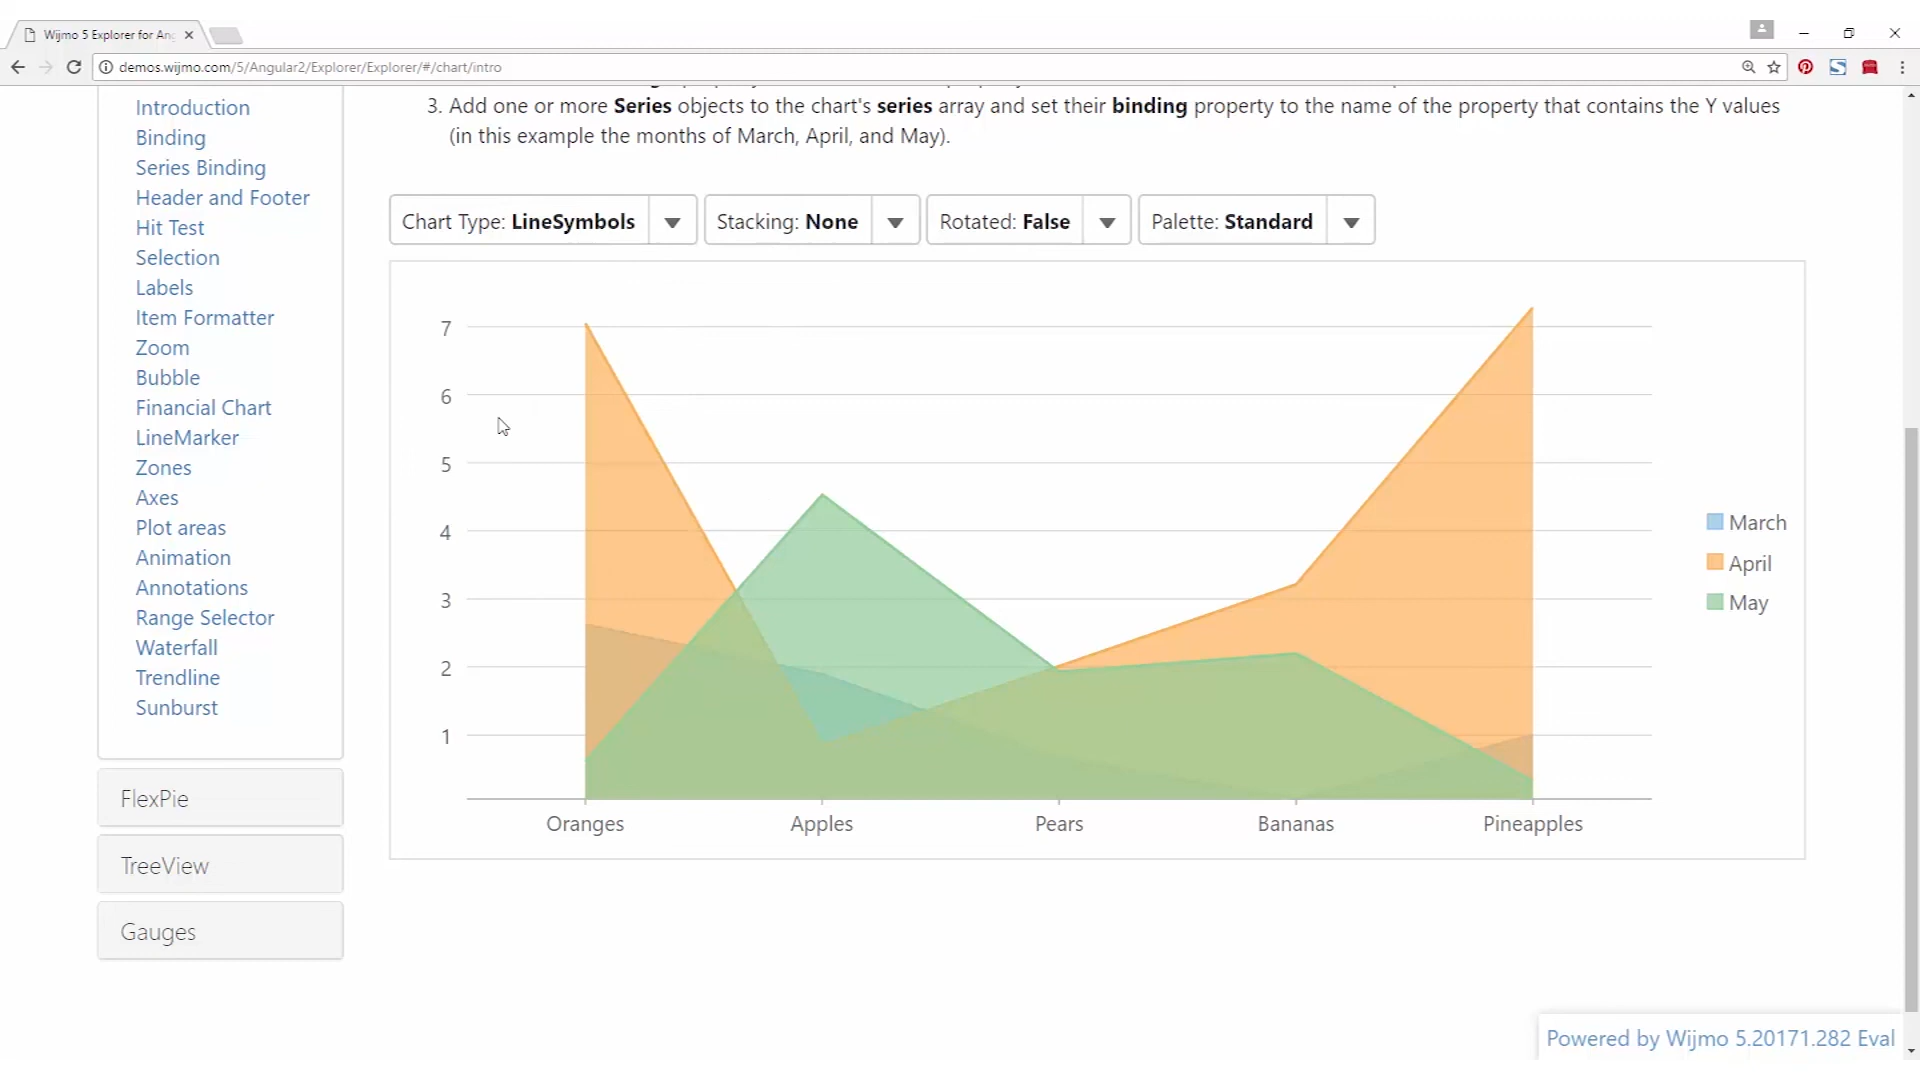 Wijmo 5 Explorer for Ang
demos.wijmo.com/5/Angular2/Explorer/Explorer/#/chart/intro
Introduction
Binding
Series Binding
Header and Footer
Hit Test
Selection
Labels
Item Formatter
Zoom
Bubble
Financial Chart
LineMarker
Zones
Axes
Plot areas
Animation
Annotations
Range Selector
Waterfall
Trendline
Sunburst
FlexPie
TreeView
Gauges
3. Add one or more Series objects to the chart's series array and set their binding property to the name of the property that contains the Y values
(in this example the months of March, April, and May).
Chart Type: LineSymbols
Stacking: None
Rotated: False
Palette: Standard
7
6
5
4
3
2
1
Oranges
Apples
Pears
Bananas
Pineapples
March
April
May
Powered by Wijmo 5.20171.282 Eval